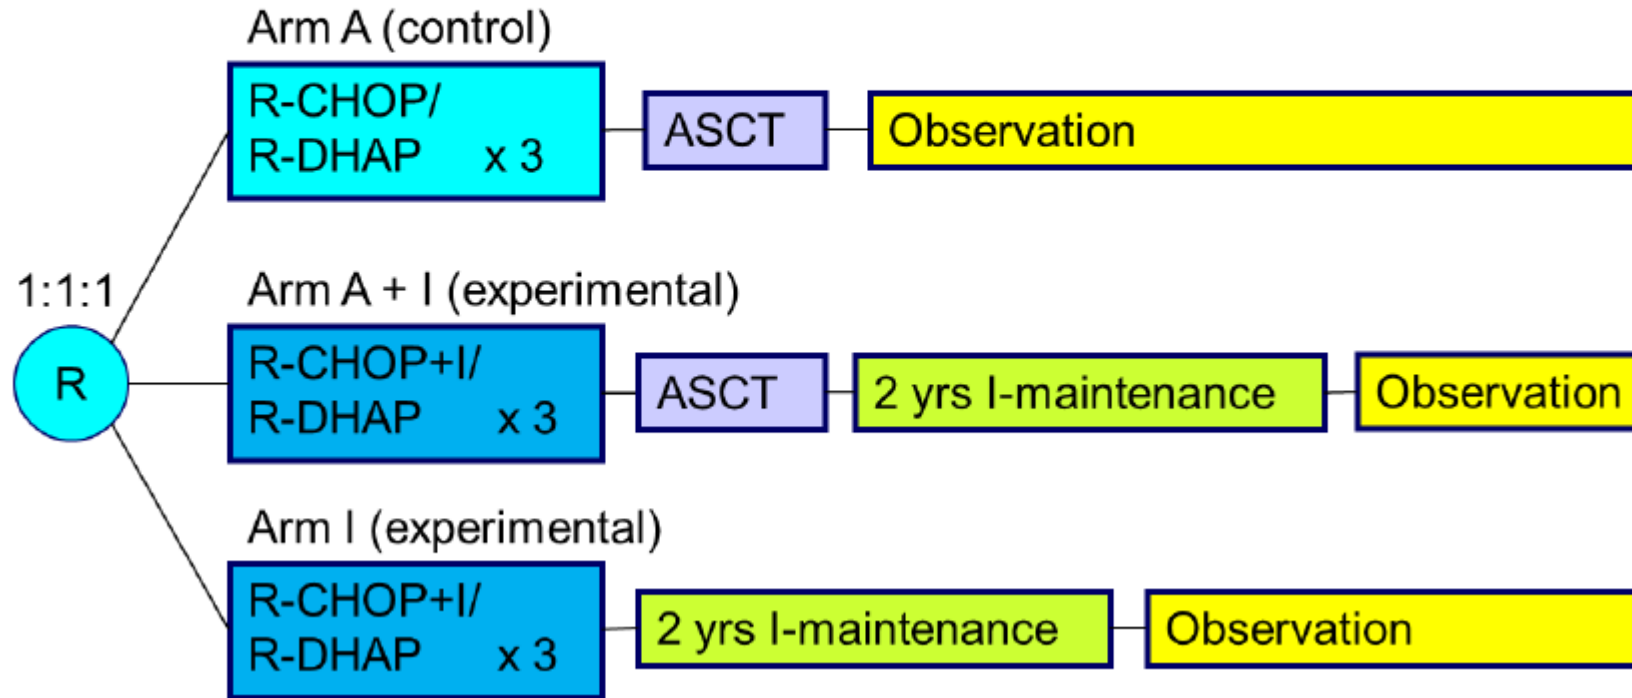 Arm A (control)
R-CHOP/
R-DHAP x 3
ASCT
Observation
1:1:1
R
Arm A + I (experimental)
R-CHOP+I/
R-DHAP x 3
ASCT
2 yrs I-maintenance
Observation
Arm I (experimental)
R-CHOP+I/
R-DHAP x 3
2 yrs I-maintenance
Observation